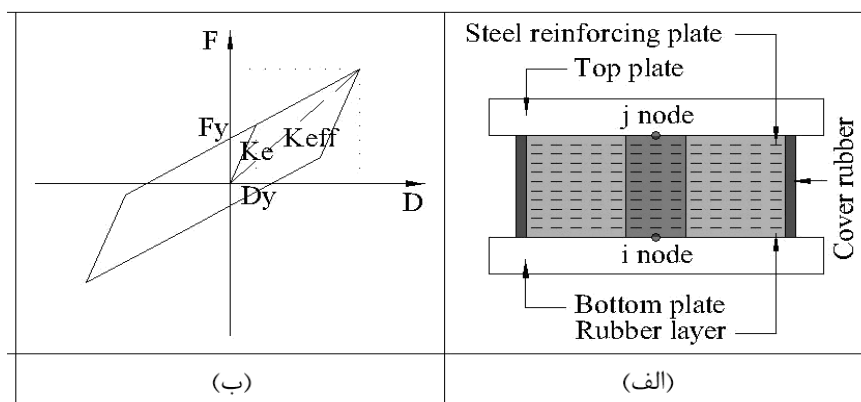 F
Fy
Ke
Keff
Dy
D
(ب)
Steel reinforcing plate
Top plate
j node
Cover rubber
i node
Bottom plate
Rubber layer
(الف)